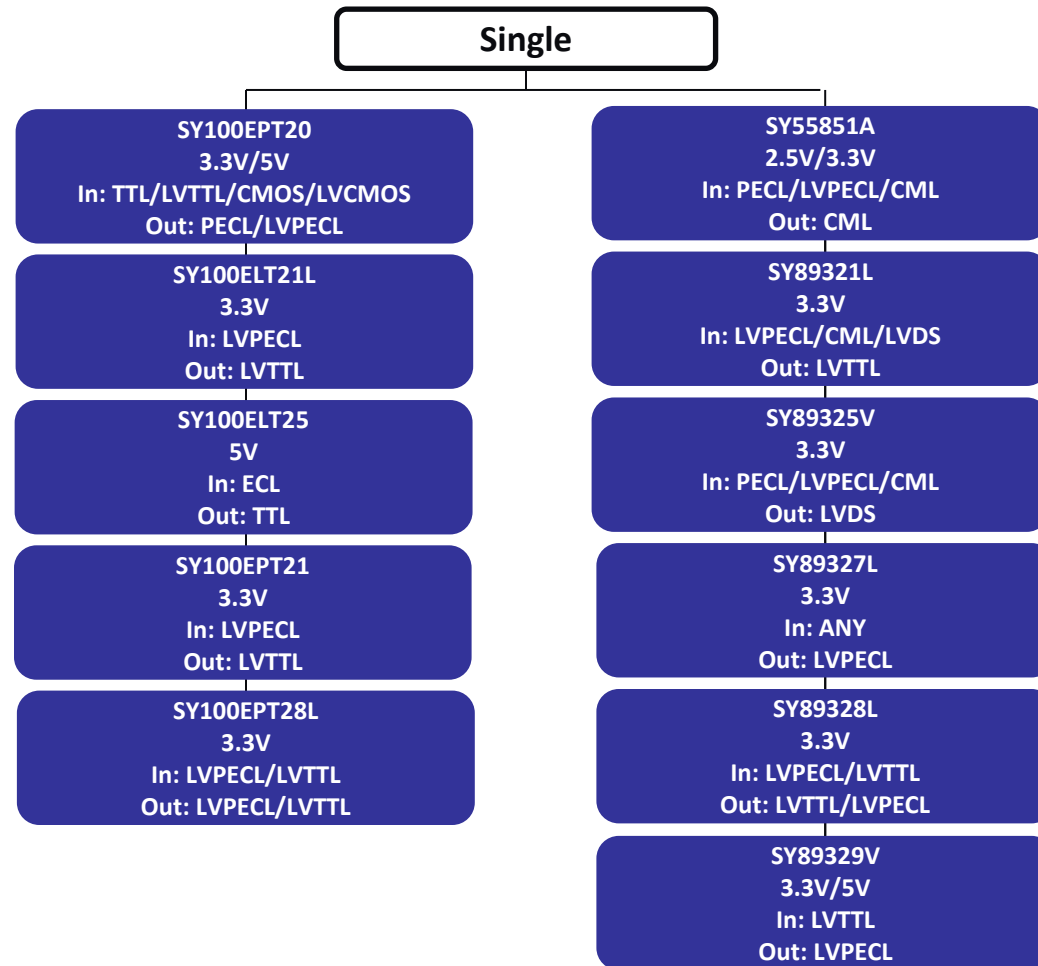 Single
SY100EPT20
3.3V/5V
In: TTL/LVTTL/CMOS/LVCMOS
Out: PECL/LVPECL
SY100ELT21L
3.3V
In: LVPECL
Out: LVTTL
SY100ELT25
5V
In: ECL
Out: TTL
SY100EPT21
3.3V
In: LVPECL
Out: LVTTL
SY100EPT28L
3.3V
In: LVPECL/LVTTL
Out: LVPECL/LVTTL
SY55851A
2.5V/3.3V
In: PECL/LVPECL/CML
Out: CML
SY89321L
3.3V
In: LVPECL/CML/LVDS
Out: LVTTL
SY89325V
3.3V
In: PECL/LVPECL/CML
Out: LVDS
SY89327L
3.3V
In: ANY
Out: LVPECL
SY89328L
3.3V
In: LVPECL/LVTTL
Out: LVTTL/LVPECL
SY89329V
3.3V/5V
In: LVTTL
Out: LVPECL